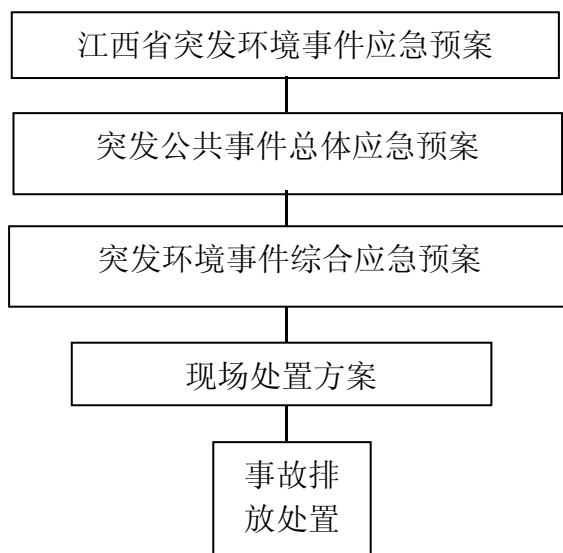 江西省突发环境事件应急预案
突发公共事件总体应急预案
突发环境事件综合应急预案
现场处置方案
事故排
放处置